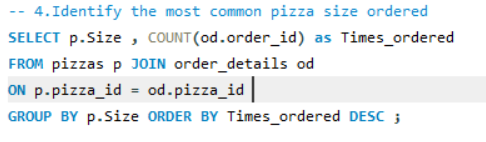 -- 4.Identify the most common pizza size ordered
SELECT p.Size , COUNT(od.order_id) as Times_ordered
FROM pizzas p JOIN order_details od
ON p.pizza_id = od.pizza_id
GROUP BY p.Size ORDER BY Times_ordered DESC ;